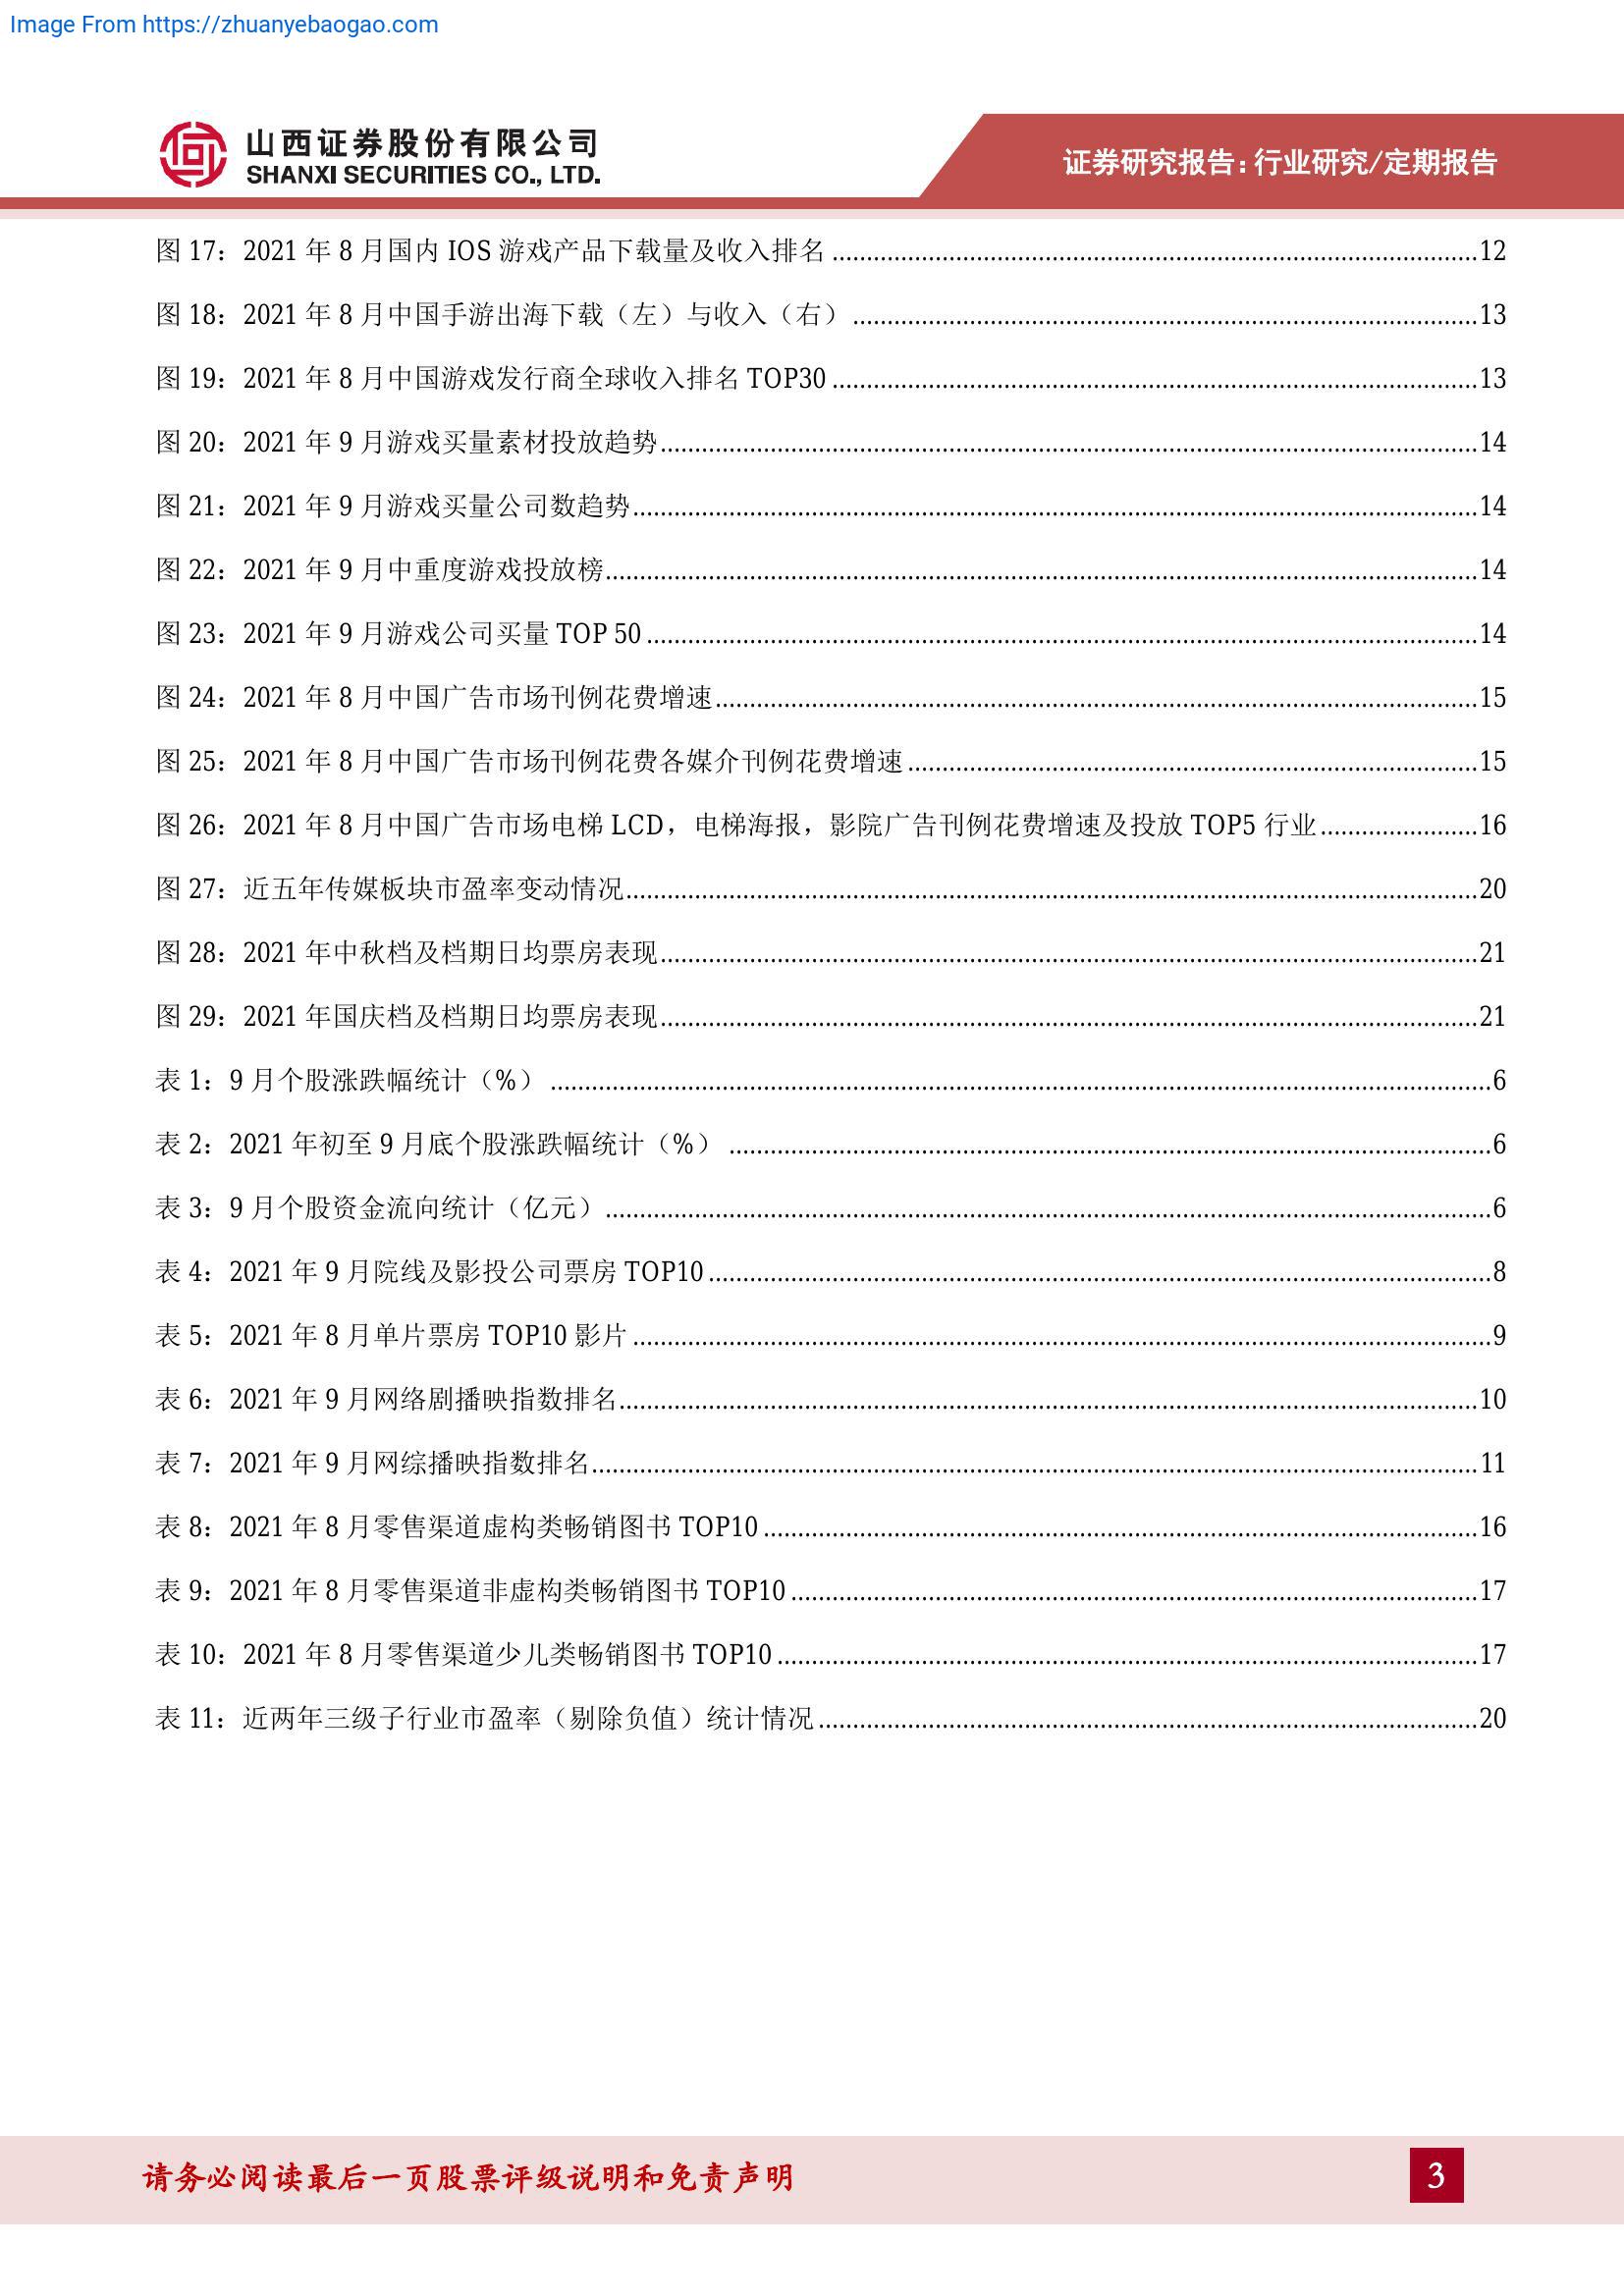 Image From https://zhuanyebaogao.com
山西证券股份有限公司
SHANXI SECURITIES CO., LTD.
证券研究报告:行业研究/定期报告
图 17：2021 年 8 月国内 IOS 游戏产品下载量及收入排名 12
图 18：2021 年 8 月中国手游出海下载（左）与收入（右） 13
图 19：2021 年 8 月中国游戏发行商全球收入排名 TOP30 13
图 20：2021 年 9 月游戏买量素材投放趋势 14
图 21：2021 年 9 月游戏买量公司数趋势 14
图 22：2021 年 9 月中重度游戏投放榜 14
图 23：2021 年 9 月游戏公司买量 TOP 50 14
图 24：2021 年 8 月中国广告市场刊例花费增速 15
图 25：2021 年 8 月中国广告市场刊例花费各媒介刊例花费增速 15
图 26：2021 年 8 月中国广告市场电梯 LCD，电梯海报，影院广告刊例花费增速及投放 TOP5 行业 16
图 27：近五年传媒板块市盈率变动情况 20
图 28：2021 年中秋档及档期日均票房表现 21
图 29：2021 年国庆档及档期日均票房表现 21
表 1：9 月个股涨跌幅统计（%） 6
表 2：2021 年初至 9 月底个股涨跌幅统计（%） 6
表 3：9 月个股资金流向统计（亿元） 6
表 4：2021 年 9 月院线及影投公司票房 TOP10 8
表 5：2021 年 8 月单片票房 TOP10 影片 9
表 6：2021 年 9 月网络剧播映指数排名 10
表 7：2021 年 9 月网综播映指数排名 11
表 8：2021 年 8 月零售渠道虚构类畅销图书 TOP10 16
表 9：2021 年 8 月零售渠道非虚构类畅销图书 TOP10 17
表 10：2021 年 8 月零售渠道少儿类畅销图书 TOP10 17
表 11：近两年三级子行业市盈率（剔除负值）统计情况 20
请务必阅读最后一页股票评级说明和免责声明
3